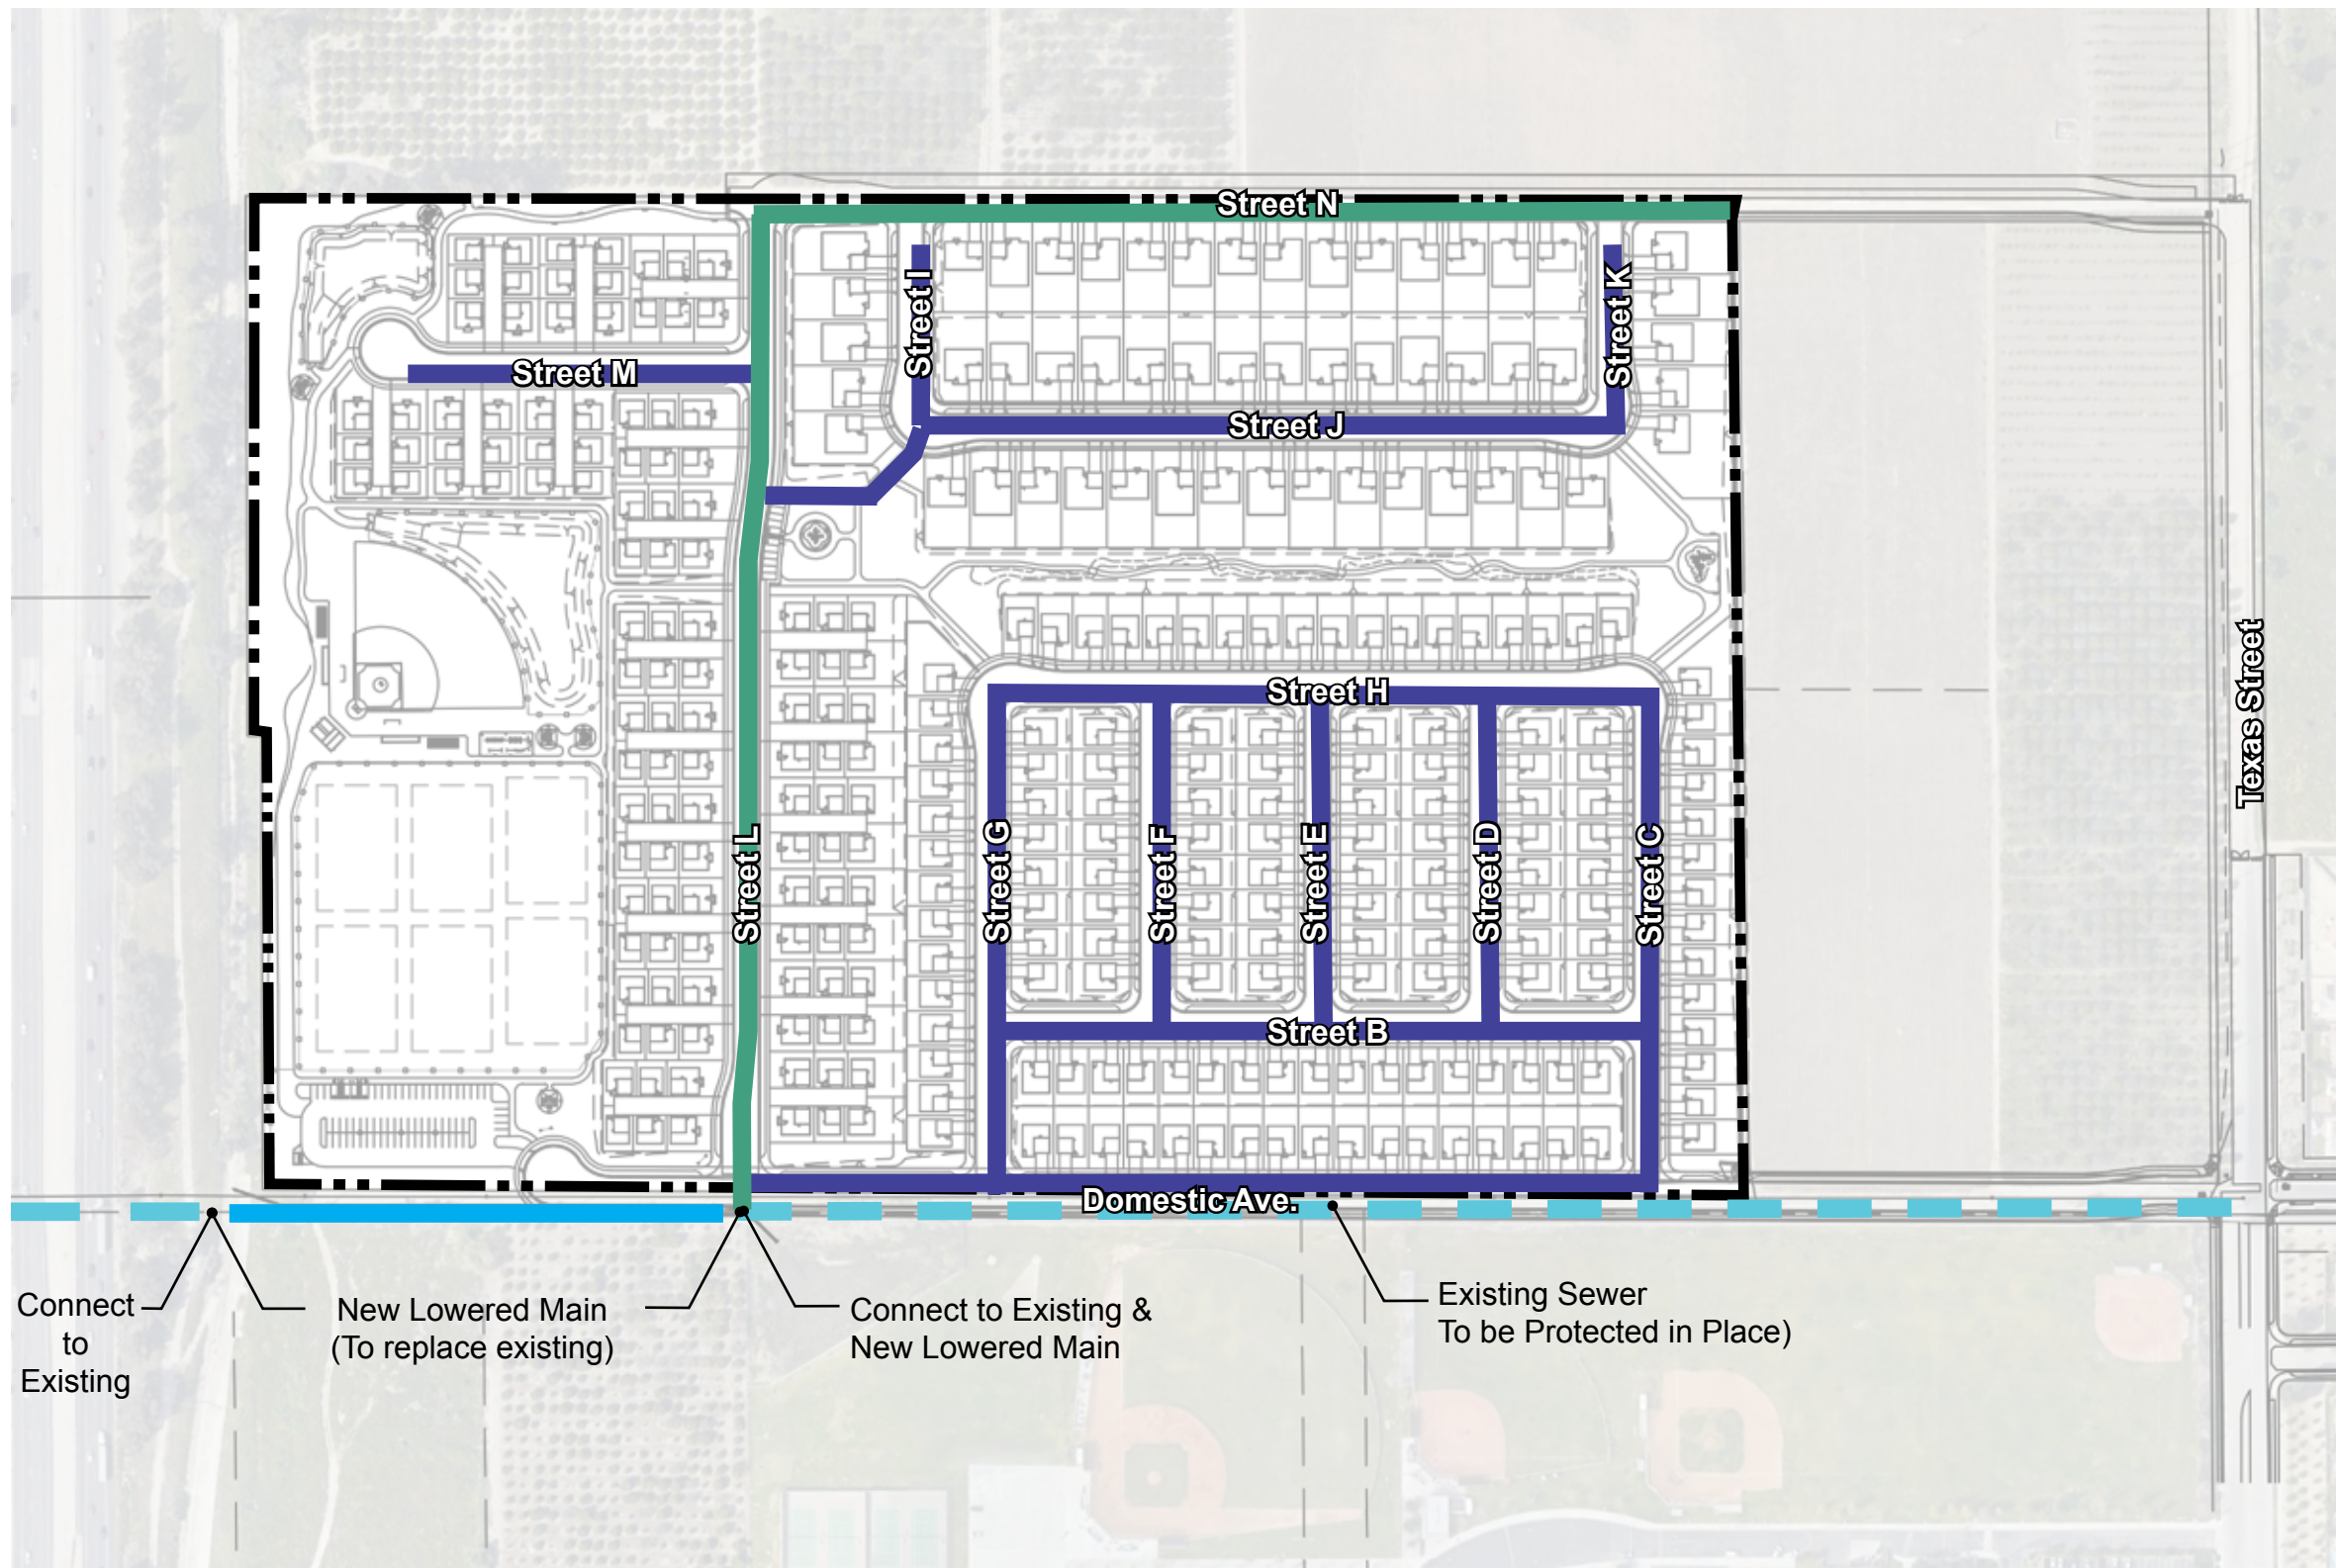 Street N
Street I
Street K
Street M
Street J
Texas Street
Street H
Street L
Street G
Street F
Street E
Street D
Street C
Street B
Domestic Ave.
Connect
to
Existing
New Lowered Main
(To replace existing)
Connect to Existing &
New Lowered Main
Existing Sewer
To be Protected in Place)